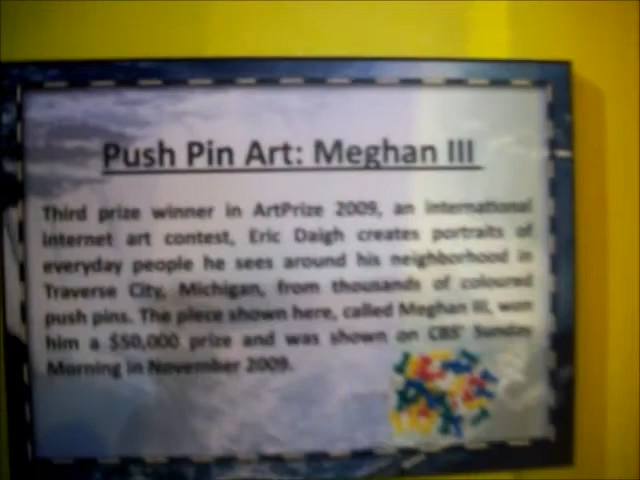 Push Pin Art: Meghan III
Third prize winner in ArtPrize 2009, an international
internet art contest, Eric Daigh creates portraits of
everyday people he sees around his neighborhood in
Traverse City, Michigan, from thousands of coloured
push pins. The piece shown here, called Meghan III, won
him a $50,000 prize and was shown on CBS' Sunday
Morning in November 2009.